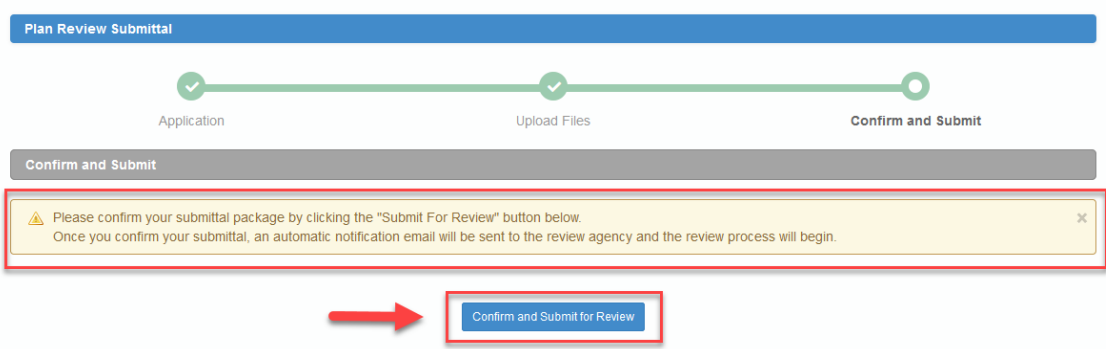 Plan Review Submittal
Application
Upload Files
Confirm and Submit
Confirm and Submit
Please confirm your submittal package by clicking the "Submit For Review" button below.
Once you confirm your submittal, an automatic notification email will be sent to the review agency and the review process will begin.
Confirm and Submit for Review